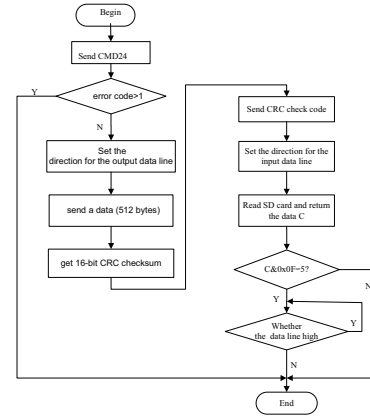 Begin
Send CMD24
error code>1
Y
N
Set the
direction for the output data line
send a data (512 bytes)
get 16-bit CRC checksum
Send CRC check code
Set the direction for the
input data line
Read SD card and return
the data C
C&0x0F=5?
Y
N
Whether
the data line high
Y
N
End